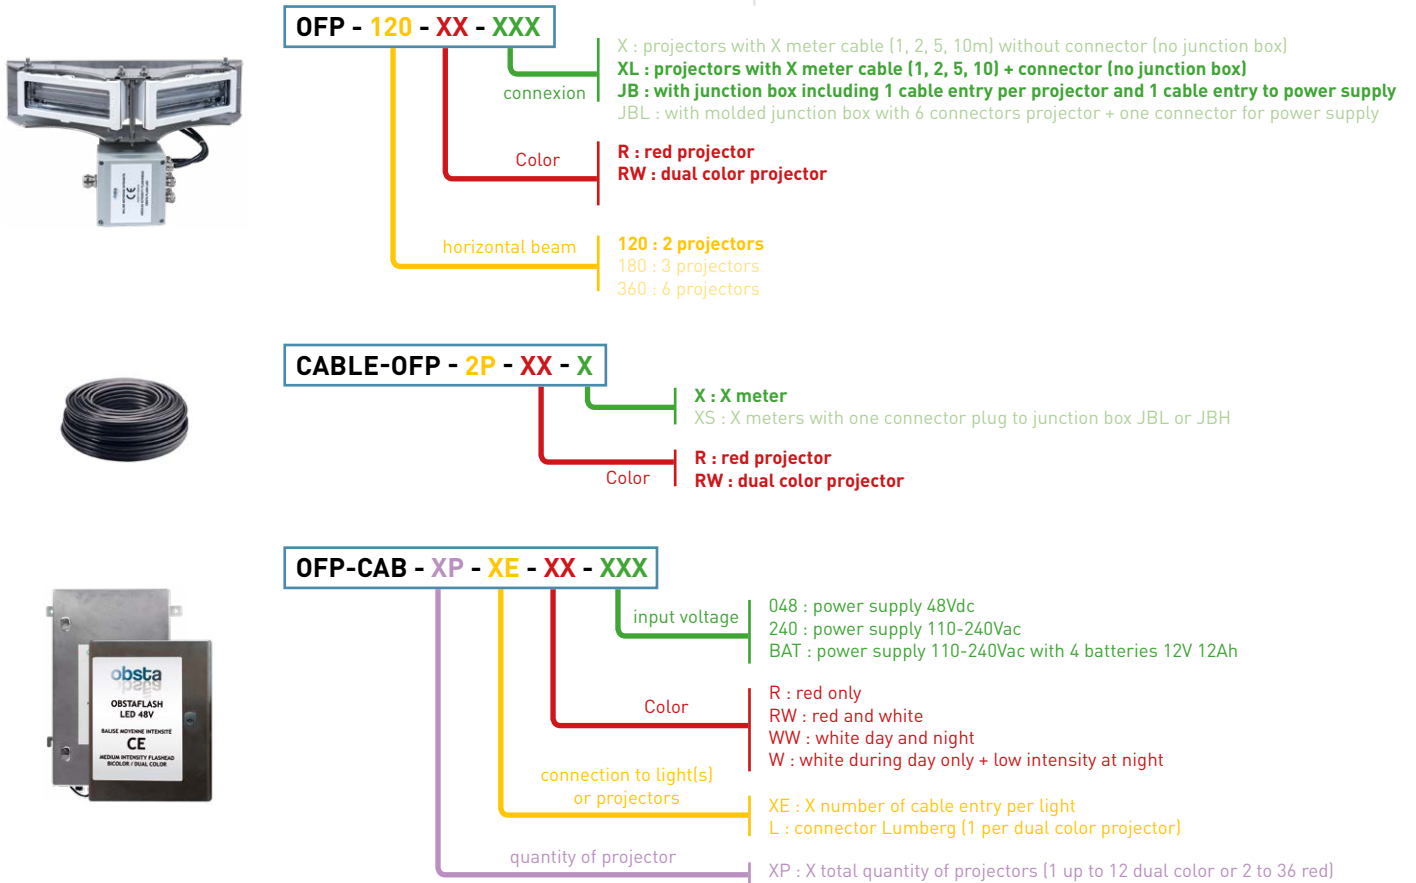 OFP - 120 - XX - XXX
X : projectors with X meter cable (1, 2, 5, 10m) without connector (no junction box)
XL : projectors with X meter cable (1, 2, 5, 10) + connector (no junction box)
connexion
JB : with junction box including 1 cable entry per projector and 1 cable entry to power supply
JBL : with molded junction box with 6 connectors projector + one connector for power supply
Color
R : red projector
RW : dual color projector
horizontal beam
120 : 2 projectors
180 : 3 projectors
360 : 6 projectors
CABLE-OFP - 2P - XX - X
X : X meter
XS : X meters with one connector plug to junction box JBL or JBH
Color
R : red projector
RW : dual color projector
OFP-CAB - XP - XE - XX - XXX
input voltage
048 : power supply 48Vdc
240 : power supply 110-240Vac
BAT : power supply 110-240Vac with 4 batteries 12V 12Ah
Color
R : red only
RW : red and white
WW : white day and night
W : white during day only + low intensity at night
connection to light(s)
or projectors
XE : X number of cable entry per light
L : connector Lumberg (1 per dual color projector)
quantity of projector
XP : X total quantity of projectors (1 up to 12 dual color or 2 to 36 red)
obsta
OBSTAFLASH
LED 48V
BALISE MOYENNE INTENSITÉ
CE
MEDIUM INTENSITY FLASHEAD
BICOLOR / DUAL COLOR